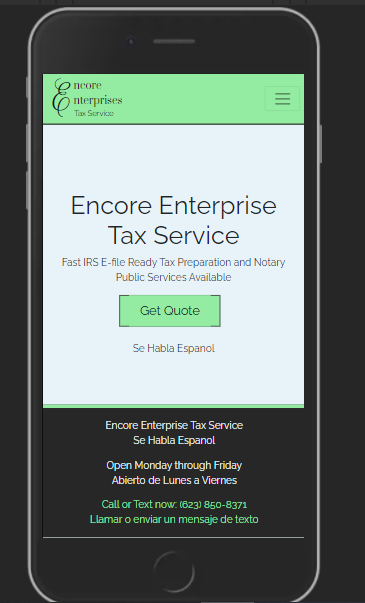 Encore
Enterprises
Tax Service
Encore Enterprise
Tax Service
Fast IRS E-file Ready Tax Preparation and Notary
Public Services Available
Get Quote
Se Habla Espanol
Encore Enterprise Tax Service
Se Habla Espanol
Open Monday through Friday
Abierto de Lunes a Viernes
Call or Text now: (623) 850-8371
Llamar o enviar un mensaje de texto